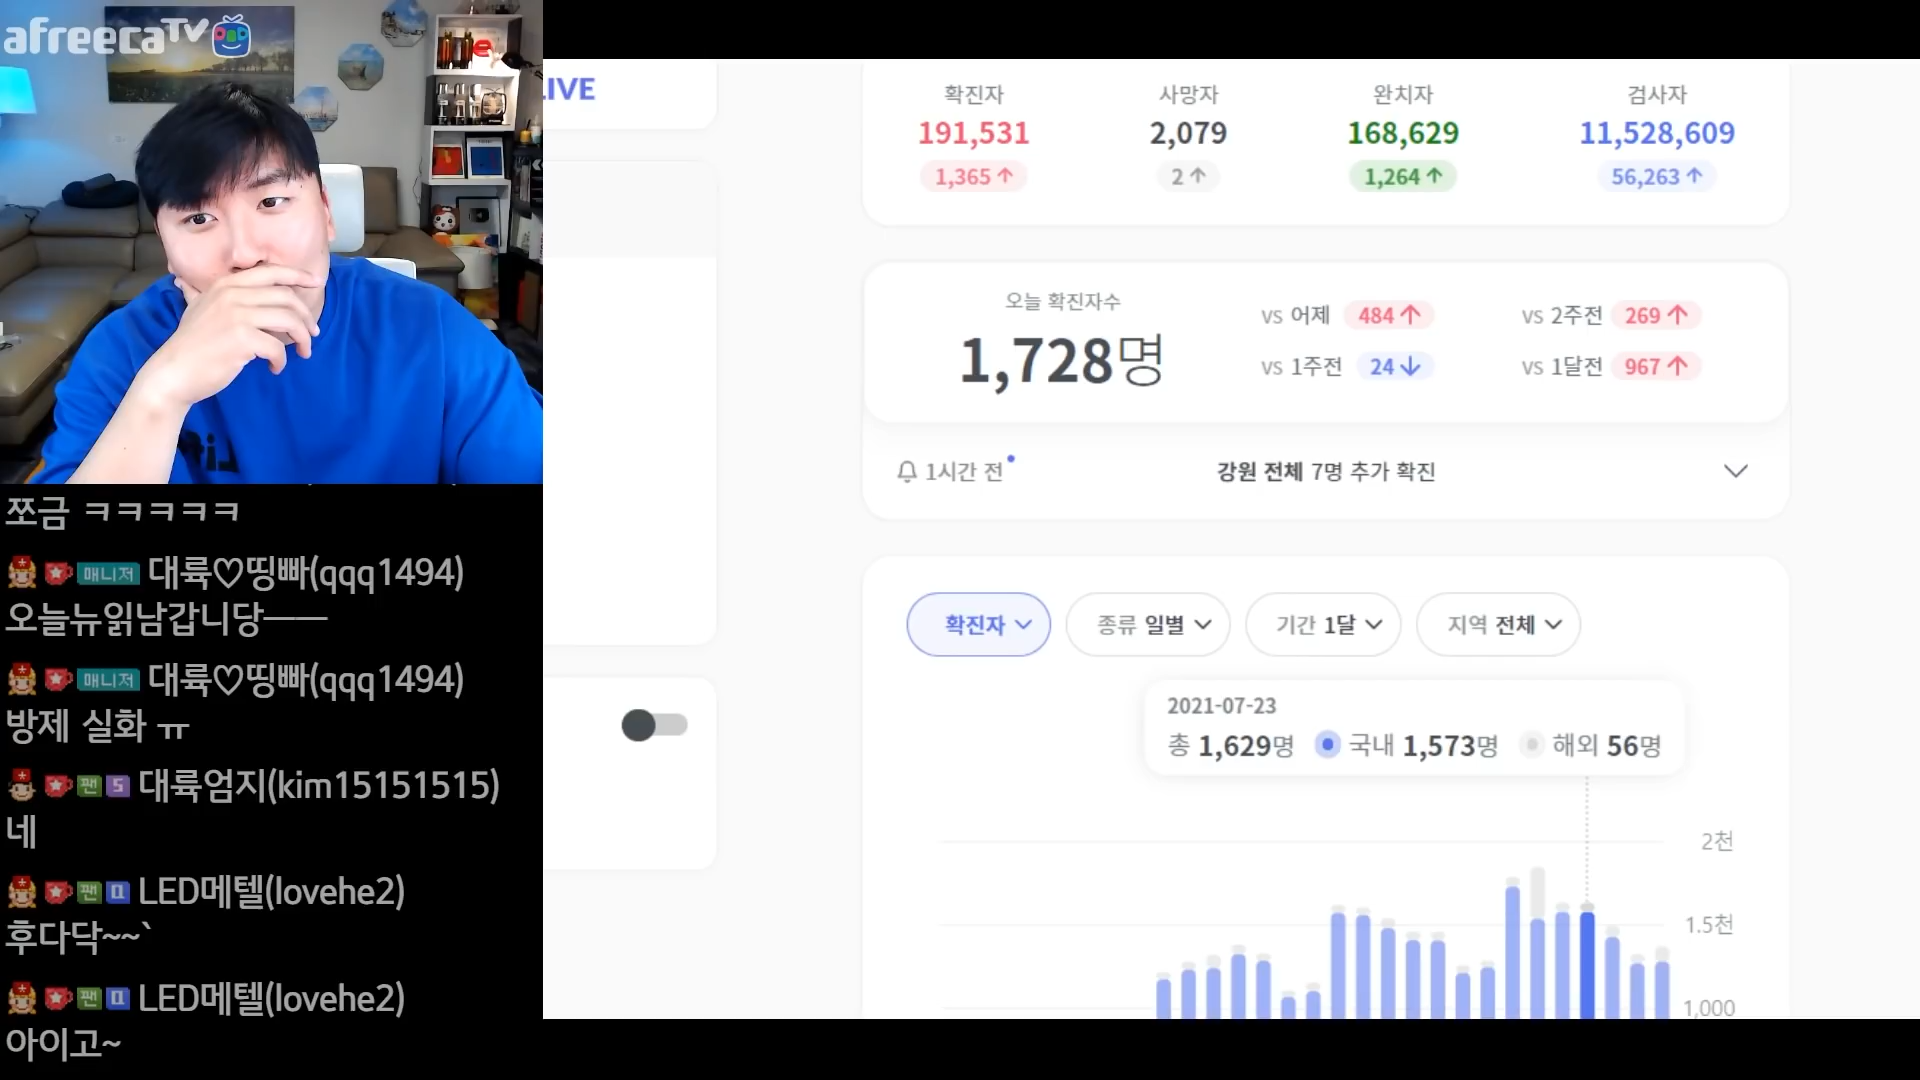 afreecaTV
LIVE
확진자 사망자 완치자 검사자
191,531 2,079 168,629 11,528,609
1,365 2 1,264 56,263
오늘 확진자수
1,728명
vs 어제 484
vs 2주전 269
vs 1주전 24
vs 1달전 967
1시간 전
강원 전체 7명 추가 확진
확진자
종류 일별
기간 1달
지역 전체
2021-07-23
총 1,629명 국내 1,573명 해외 56명
2천
1.5천
1,000
쪼금 ㅋㅋㅋㅋㅋ
매니저 대륙♡띵빠(qqq1494)
오늘뉴읽남갑니당ㅡㅡ
매니저 대륙♡띵빠(qqq1494)
방제 실화 ㅠ
팬 S 대륙엄지(kim15151515)
네
팬 LED메텔(lovehe2)
후다닥~~`
팬 LED메텔(lovehe2)
아이고~